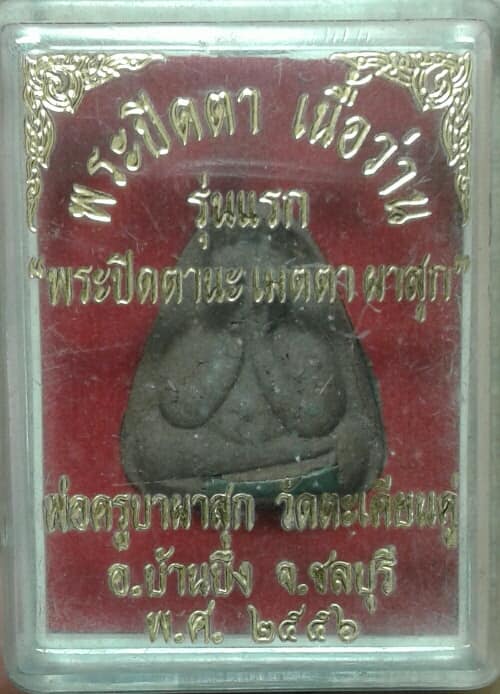 พระปิดตา เนื้อว่าน
รุ่นแรก
"พระปิดตานะเมตตา ผาสุก"
พ่อครูบาผาสุก วัดตะเคียนคู่
อ.บ้านบึง จ.ชลบุรี
พ.ศ. ๒๕๕๖